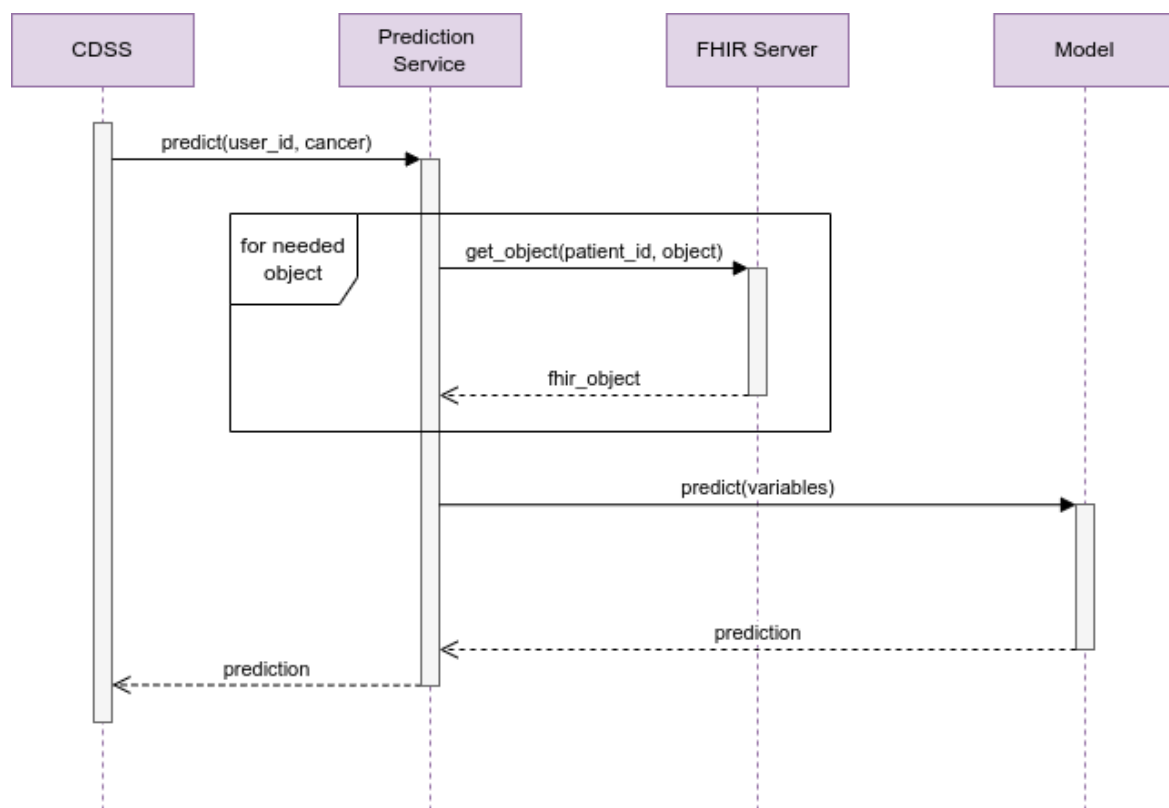 CDSS
Prediction
Service
FHIR Server
Model
predict(user_id, cancer)
for needed
object
get_object(patient_id, object)
fhir_object
predict(variables)
prediction
prediction